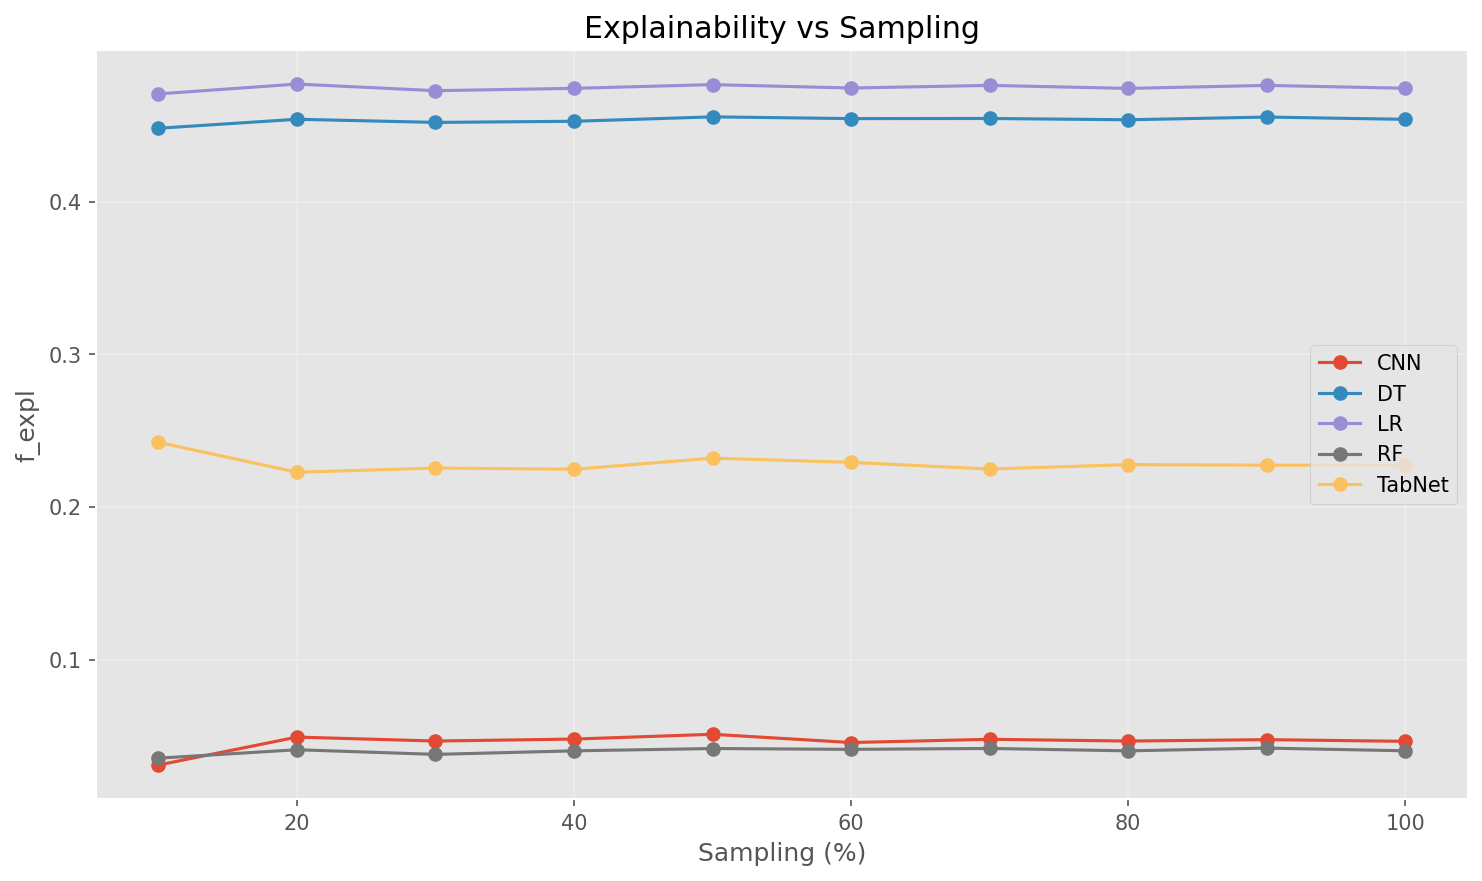 Explainability vs Sampling
f_expl
0.4
0.3
0.2
0.1
CNN
DT
LR
RF
TabNet
20 40 60 80 100
Sampling (%)